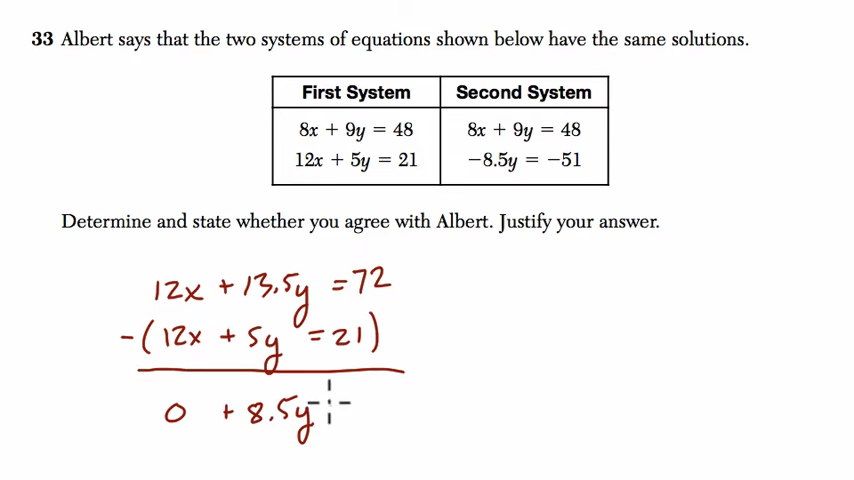 33 Albert says that the two systems of equations shown below have the same solutions.
First System Second System
8x + 9y = 48 8x + 9y = 48
12x + 5y = 21 −8.5y = −51
Determine and state whether you agree with Albert. Justify your answer.
12x + 13.5y = 72
-(12x + 5y = 21)
0 + 8.5y